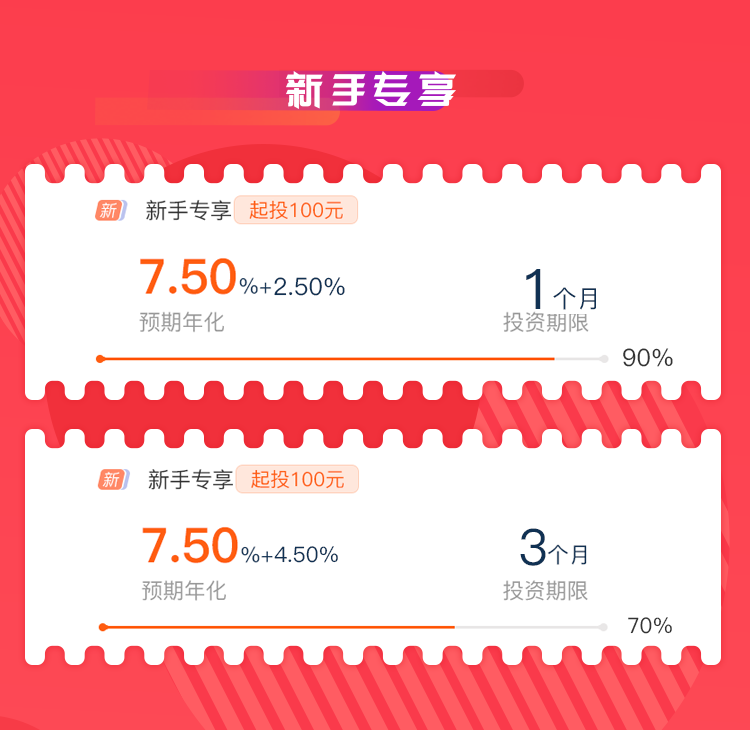 新手专享
新 新手专享 起投100元
7.50%+2.50% 1个月
预期年化 投资期限
90%
新 新手专享 起投100元
7.50%+4.50% 3个月
预期年化 投资期限
70%